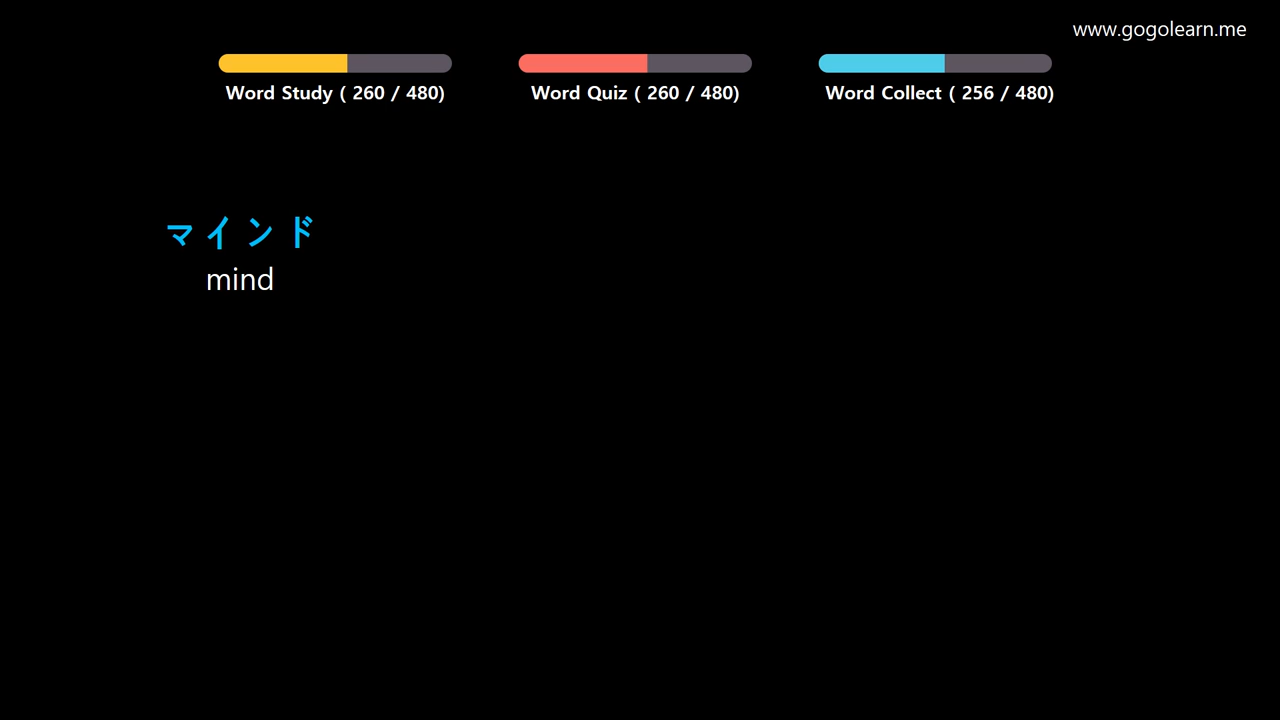 www.gogolearn.me
Word Study ( 260 / 480)
Word Quiz ( 260 / 480)
Word Collect ( 256 / 480)
マインド
mind